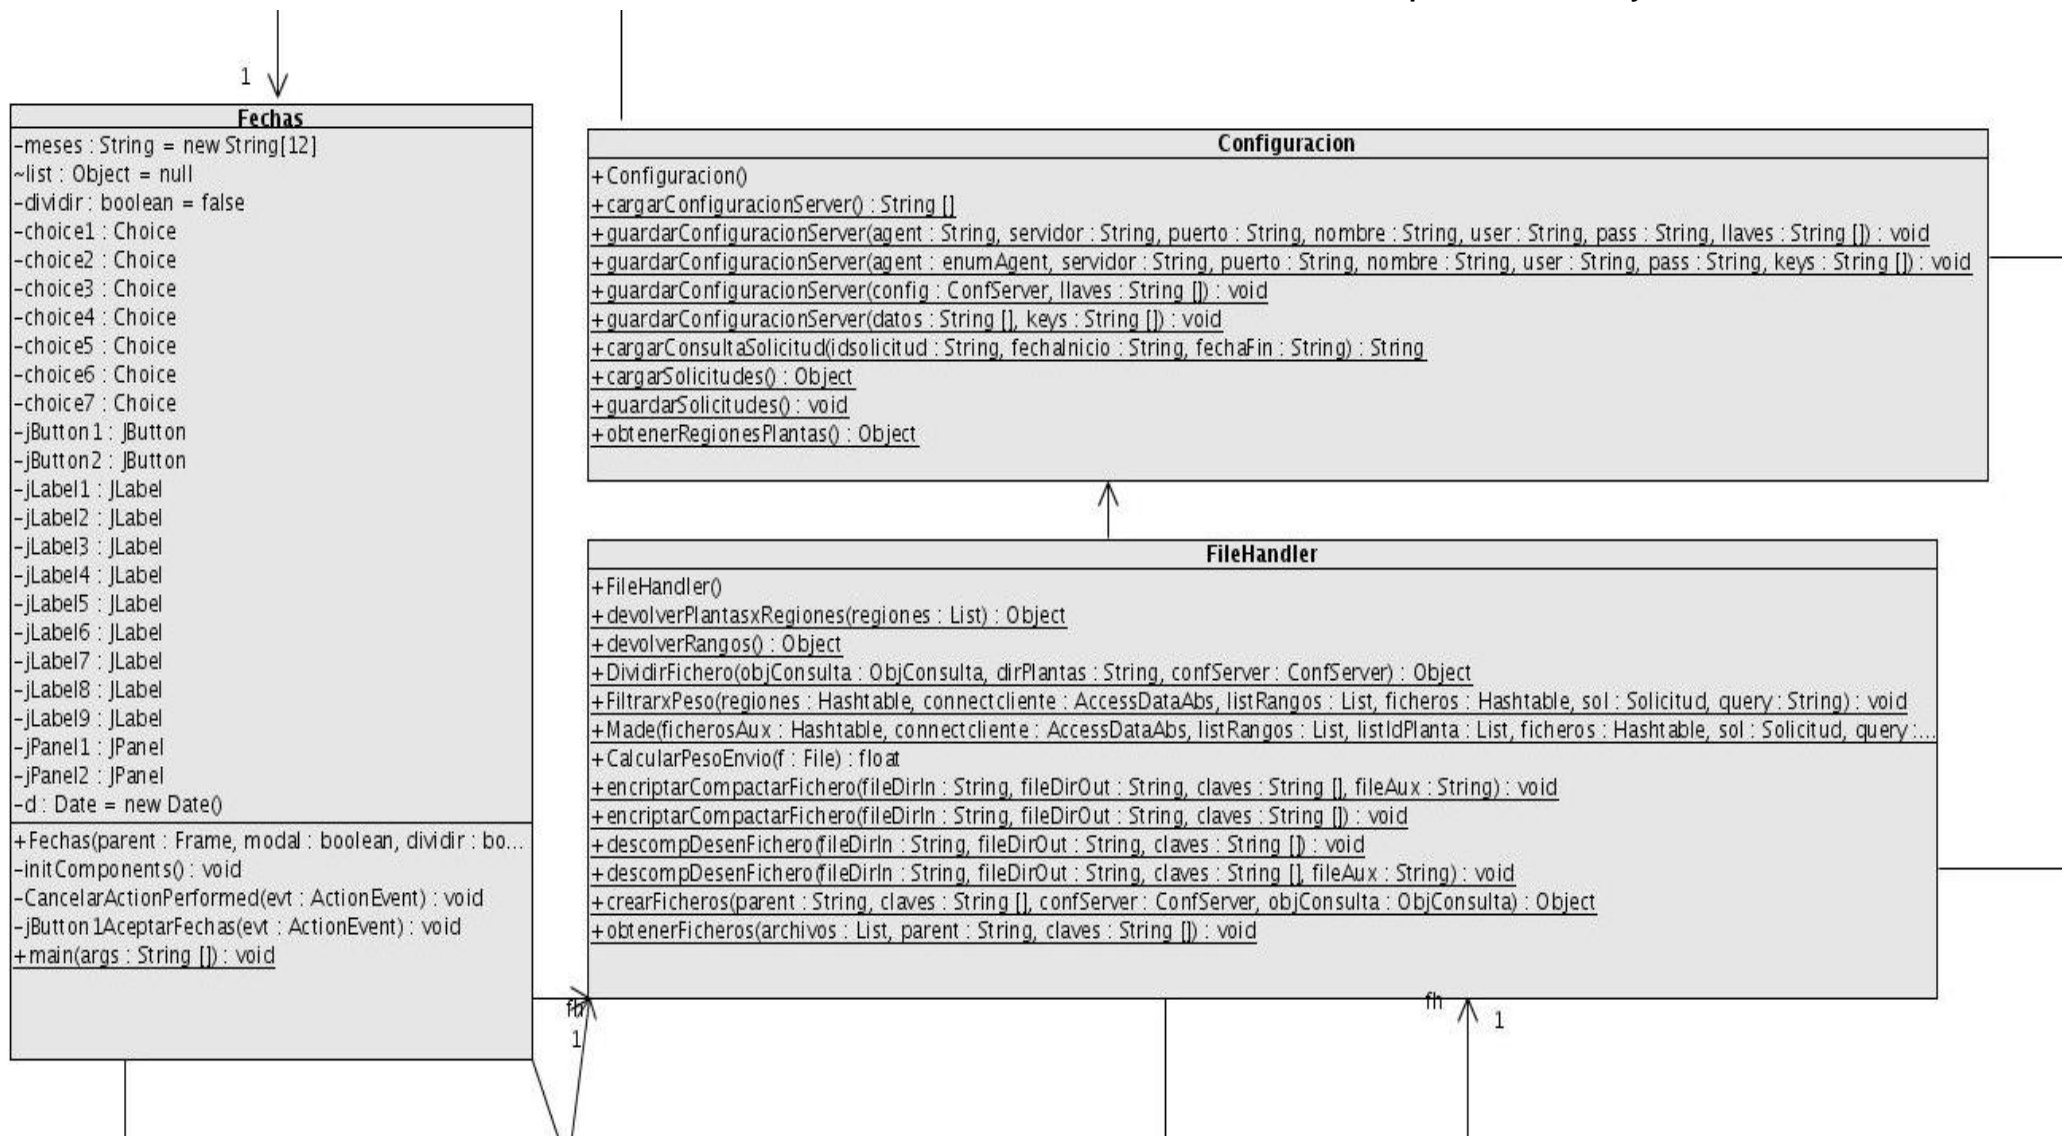 1
Fechas
-meses : String = new String[12]
~list : Object = null
-dividir : boolean = false
-choice1 : Choice
-choice2 : Choice
-choice3 : Choice
-choice4 : Choice
-choice5 : Choice
-choice6 : Choice
-choice7 : Choice
-jButton1 : JButton
-jButton2 : JButton
-jLabel1 : JLabel
-jLabel2 : JLabel
-jLabel3 : JLabel
-jLabel4 : JLabel
-jLabel5 : JLabel
-jLabel6 : JLabel
-jLabel7 : JLabel
-jLabel8 : JLabel
-jLabel9 : JLabel
-jPanel1 : JPanel
-jPanel2 : JPanel
-d : Date = new Date()
+Fechas(parent : Frame, modal : boolean, dividir : bo...
-initComponents() : void
-CancelarActionPerformed(evt : ActionEvent) : void
-jButton1AceptarFechas(evt : ActionEvent) : void
+main(args : String []) : void
Configuracion
+Configuracion()
+cargarConfiguracionServer() : String []
+guardarConfiguracionServer(agent : String, servidor : String, puerto : String, nombre : String, user : String, pass : String, llaves : String []) : void
+guardarConfiguracionServer(agent : enumAgent, servidor : String, puerto : String, nombre : String, user : String, pass : String, keys : String []) : void
+guardarConfiguracionServer(config : ConfServer, llaves : String []) : void
+guardarConfiguracionServer(datos : String [], keys : String []) : void
+cargarConsultaSolicitud(idsolicitud : String, fechaInicio : String, fechaFin : String) : String
+cargarSolicitudes() : Object
+guardarSolicitudes() : void
+obtenerRegionesPlantas() : Object
FileHandler
+FileHandler()
+devolverPlantasxRegiones(regiones : List) : Object
+devolverRangos() : Object
+DividirFichero(objConsulta : ObjConsulta, dirPlantas : String, confServer : ConfServer) : Object
+FiltrarxPeso(regiones : Hashtable, connectcliente : AccessDataAbs, listRangos : List, ficheros : Hashtable, sol : Solicitud, query : String) : void
+Made(ficherosAux : Hashtable, connectcliente : AccessDataAbs, listRangos : List, listIdPlanta : List, ficheros : Hashtable, sol : Solicitud, query :...
+CalcularPesoEnvio(f : File) : float
+encriptarCompactarFichero(fileDirIn : String, fileDirOut : String, claves : String [], fileAux : String) : void
+encriptarCompactarFichero(fileDirIn : String, fileDirOut : String, claves : String []) : void
+descompDesenFichero(fileDirIn : String, fileDirOut : String, claves : String []) : void
+descompDesenFichero(fileDirIn : String, fileDirOut : String, claves : String [], fileAux : String) : void
+crearFicheros(parent : String, claves : String [], confServer : ConfServer, objConsulta : ObjConsulta) : Object
+obtenerFicheros(archivos : List, parent : String, claves : String []) : void
fh
1
fh
1